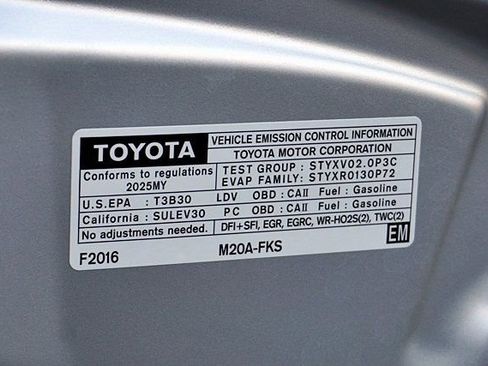 TOYOTA
VEHICLE EMISSION CONTROL INFORMATION
TOYOTA MOTOR CORPORATION
Conforms to regulations
2025MY
TEST GROUP : STYXV02.0P3C
EVAP FAMILY: STYXR0130P72
U.S.EPA : T3B30 LDV OBD : CAII Fuel : Gasoline
California : SULEV30 PC OBD : CAII Fuel : Gasoline
No adjustments needed. DFI+SFI, EGR, EGRC, WR-HO2S(2), TWC(2)
F2016 M20A-FKS EM